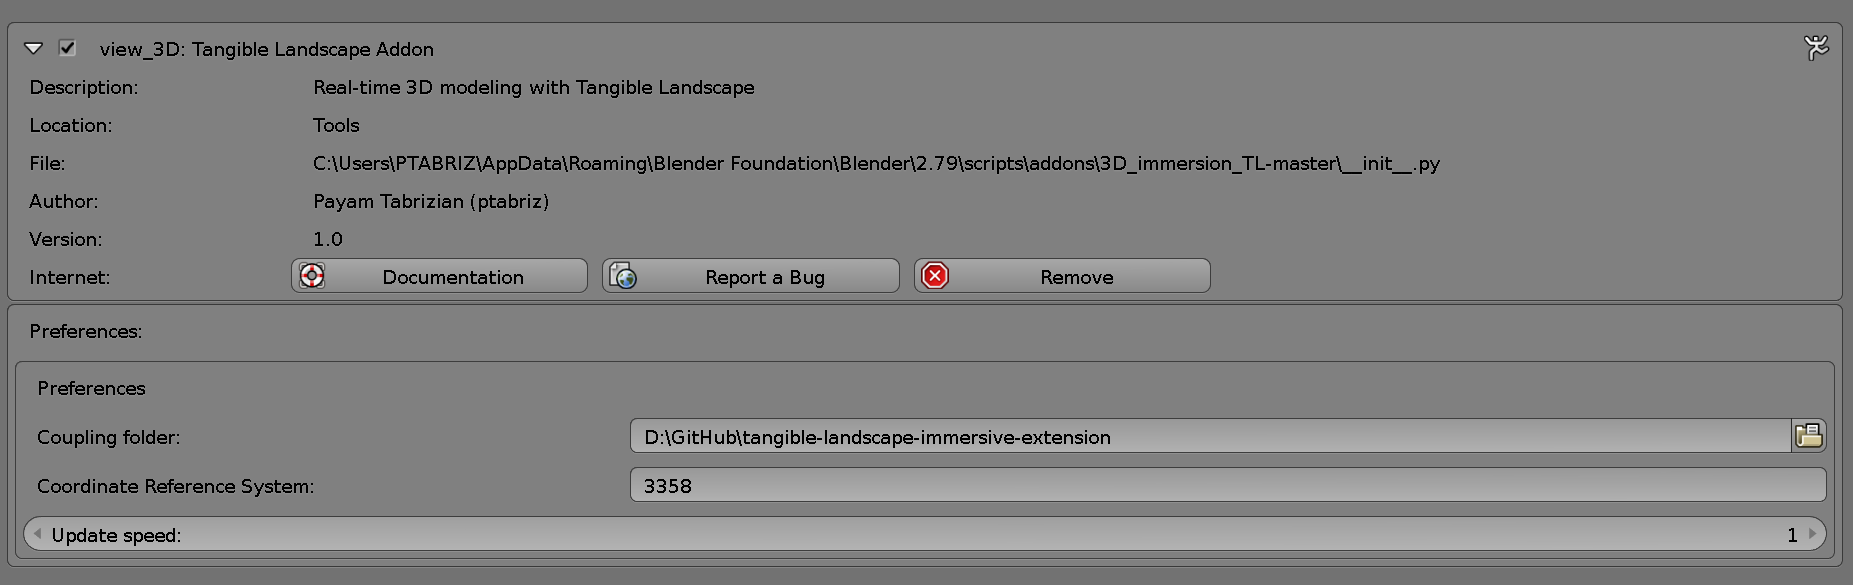 view_3D: Tangible Landscape Addon
Description: Real-time 3D modeling with Tangible Landscape
Location: Tools
File: C:\Users\PTABRIZ\AppData\Roaming\Blender Foundation\Blender\2.79\scripts\addons\3D_immersion_TL-master\__init__.py
Author: Payam Tabrizian (ptabriz)
Version: 1.0
Internet: Documentation Report a Bug Remove
Preferences:
Preferences
Coupling folder: D:\GitHub\tangible-landscape-immersive-extension
Coordinate Reference System: 3358
Update speed: 1